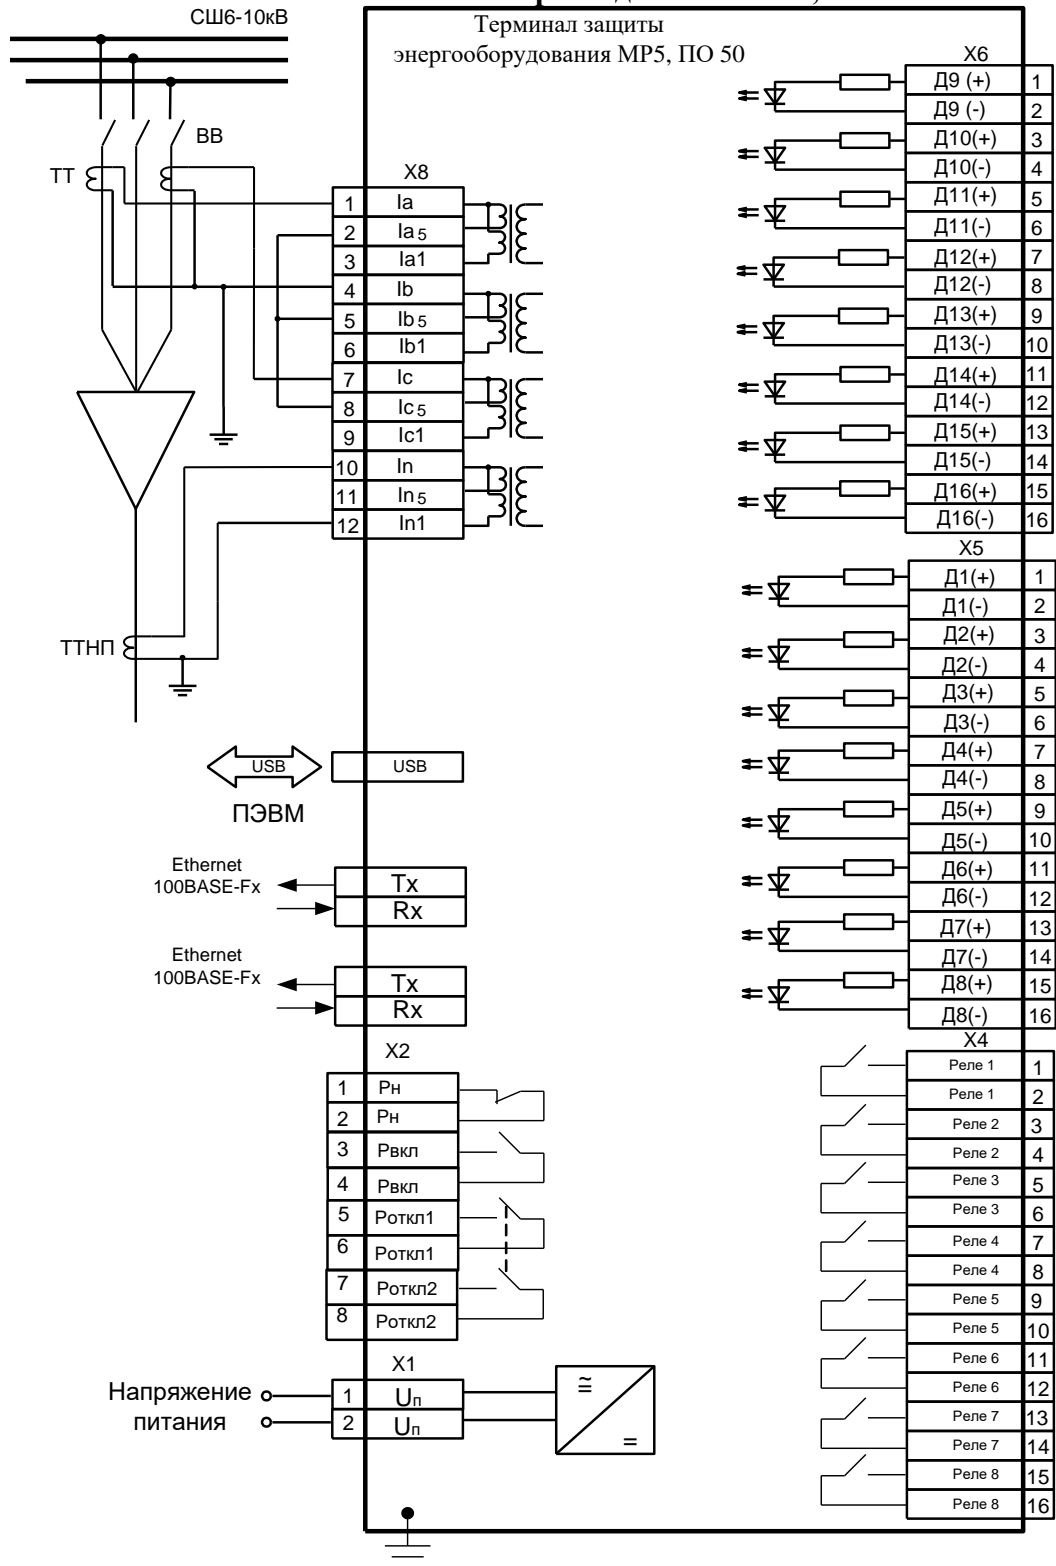 СШ6-10кВ
Терминал защиты
энергооборудования МР5, ПО 50
ВВ
ТТ
ТТНП
X8
1 Ia
2 Ia5
3 Ia1
4 Ib
5 Ib5
6 Ib1
7 Ic
8 Ic5
9 Ic1
10 In
11 In5
12 In1
USB
USB
ПЭВМ
Ethernet
100BASE-Fx
Tx
Rx
Ethernet
100BASE-Fx
Tx
Rx
X2
1 Рн
2 Рн
3 Рвкл
4 Рвкл
5 Роткл1
6 Роткл1
7 Роткл2
8 Роткл2
X1
Напряжение
питания
1 Uп
2 Uп
≅
=
X6
Д9 (+) 1
Д9 (-) 2
Д10(+) 3
Д10(-) 4
Д11(+) 5
Д11(-) 6
Д12(+) 7
Д12(-) 8
Д13(+) 9
Д13(-) 10
Д14(+) 11
Д14(-) 12
Д15(+) 13
Д15(-) 14
Д16(+) 15
Д16(-) 16
X5
Д1(+) 1
Д1(-) 2
Д2(+) 3
Д2(-) 4
Д3(+) 5
Д3(-) 6
Д4(+) 7
Д4(-) 8
Д5(+) 9
Д5(-) 10
Д6(+) 11
Д6(-) 12
Д7(+) 13
Д7(-) 14
Д8(+) 15
Д8(-) 16
X4
Реле 1 1
Реле 1 2
Реле 2 3
Реле 2 4
Реле 3 5
Реле 3 6
Реле 4 7
Реле 4 8
Реле 5 9
Реле 5 10
Реле 6 11
Реле 6 12
Реле 7 13
Реле 7 14
Реле 8 15
Реле 8 16